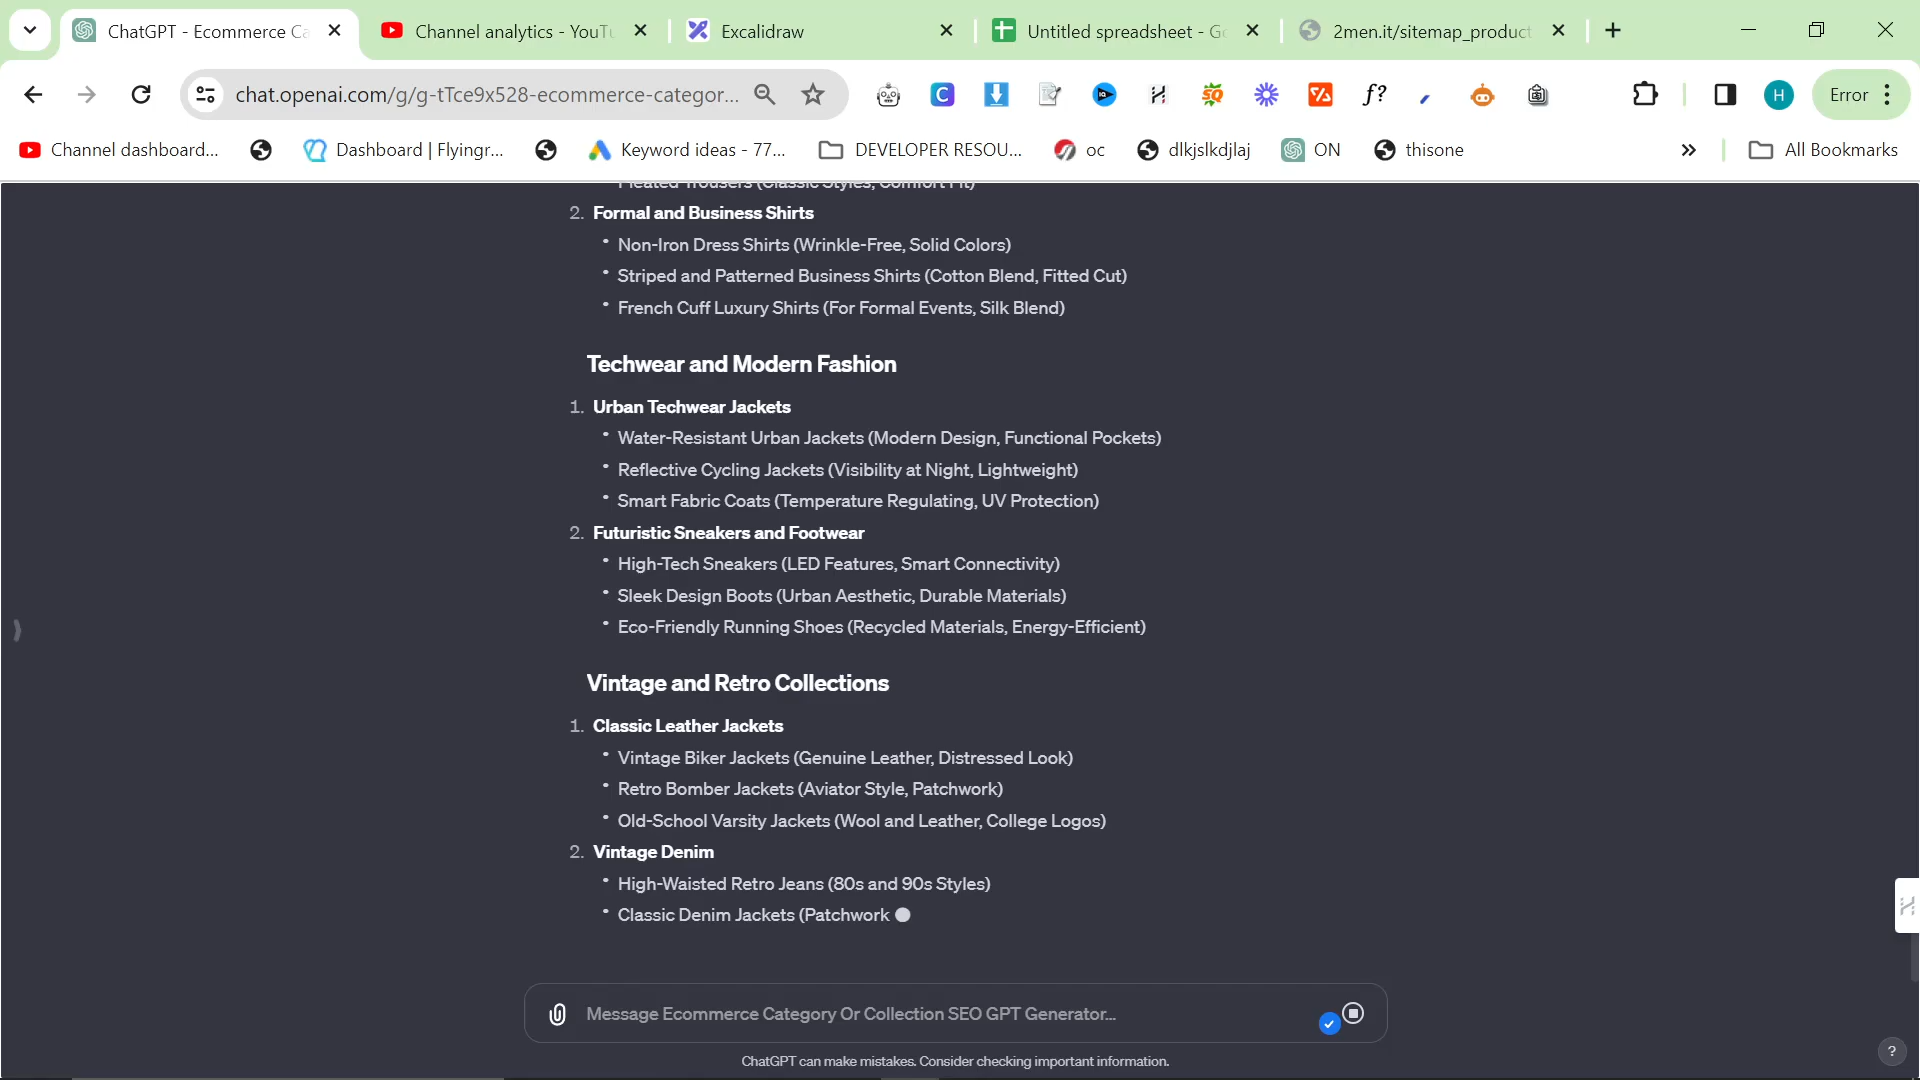 ChatGPT - Ecommerce Ca
Channel analytics - YouTu
Excalidraw
Untitled spreadsheet - Go
2men.it/sitemap_product
chat.openai.com/g/g-tTce9x528-ecommerce-categor...
f?
H
Error
Channel dashboard...
Dashboard | Flyingr...
Keyword ideas - 77...
DEVELOPER RESOU...
oc
dlkjslkdjlaj
ON
thisone
»
All Bookmarks
Pleated Trousers (Classic Styles, Comfort Fit)
2. Formal and Business Shirts
• Non-Iron Dress Shirts (Wrinkle-Free, Solid Colors)
• Striped and Patterned Business Shirts (Cotton Blend, Fitted Cut)
• French Cuff Luxury Shirts (For Formal Events, Silk Blend)
Techwear and Modern Fashion
1. Urban Techwear Jackets
• Water-Resistant Urban Jackets (Modern Design, Functional Pockets)
• Reflective Cycling Jackets (Visibility at Night, Lightweight)
• Smart Fabric Coats (Temperature Regulating, UV Protection)
2. Futuristic Sneakers and Footwear
• High-Tech Sneakers (LED Features, Smart Connectivity)
• Sleek Design Boots (Urban Aesthetic, Durable Materials)
• Eco-Friendly Running Shoes (Recycled Materials, Energy-Efficient)
Vintage and Retro Collections
1. Classic Leather Jackets
• Vintage Biker Jackets (Genuine Leather, Distressed Look)
• Retro Bomber Jackets (Aviator Style, Patchwork)
• Old-School Varsity Jackets (Wool and Leather, College Logos)
2. Vintage Denim
• High-Waisted Retro Jeans (80s and 90s Styles)
• Classic Denim Jackets (Patchwork
Message Ecommerce Category Or Collection SEO GPT Generator...
ChatGPT can make mistakes. Consider checking important information.
?